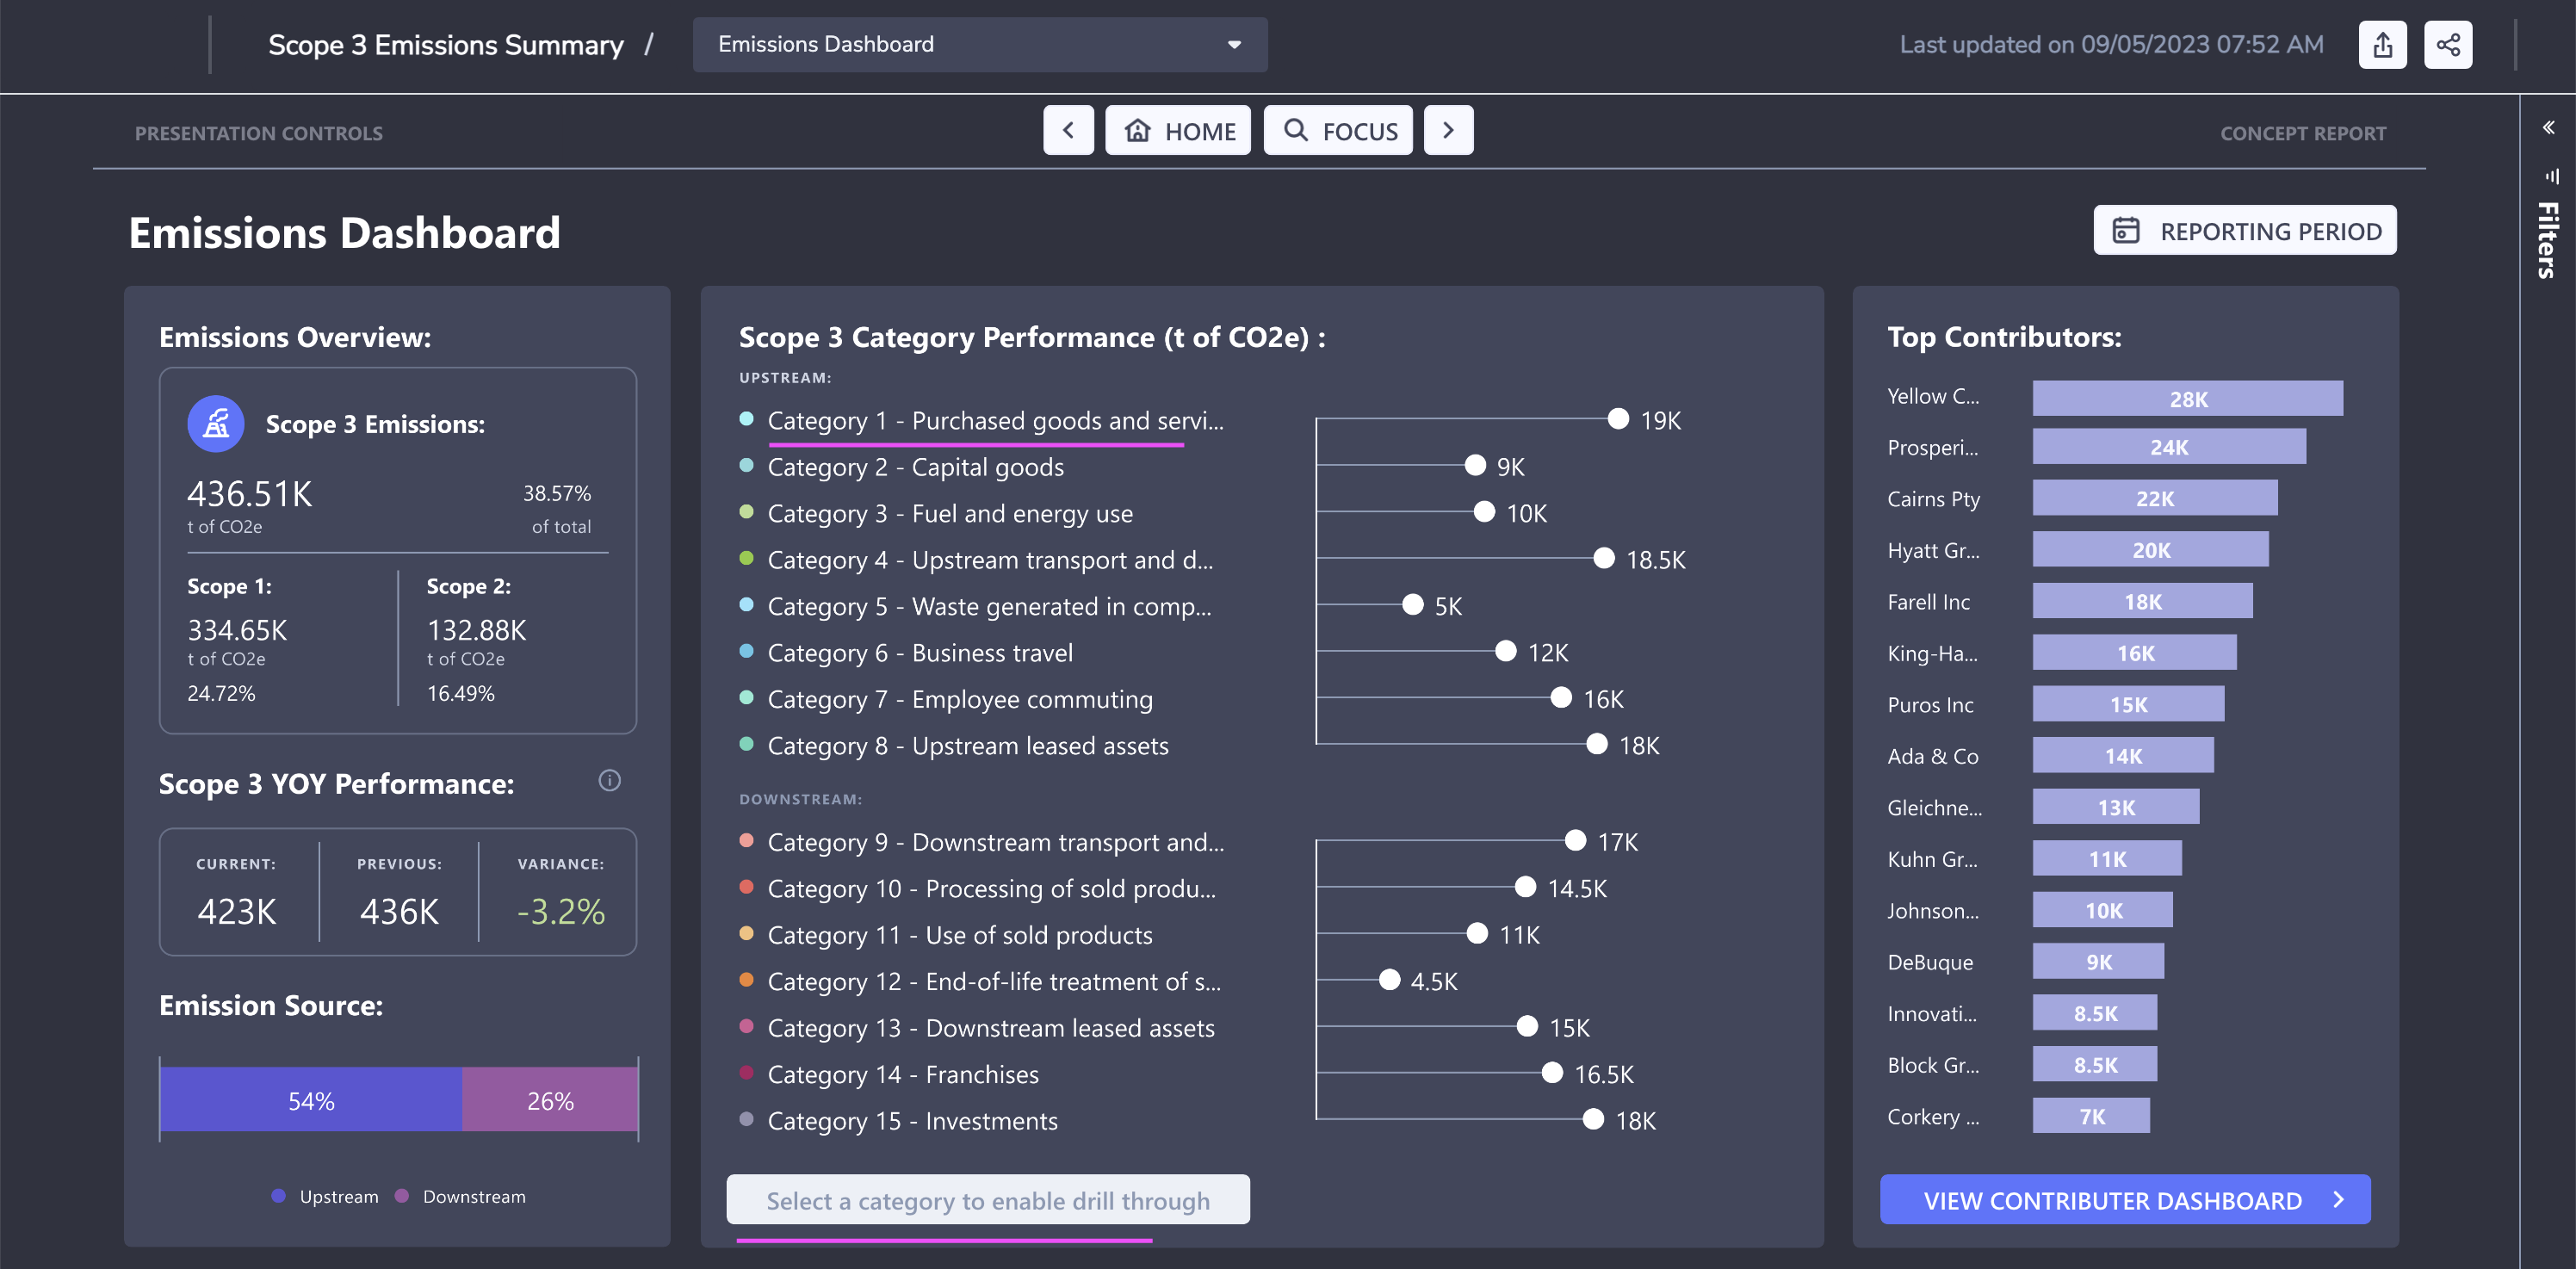 Scope 3 Emissions Summary / Emissions Dashboard
Last updated on 09/05/2023 07:52 AM
PRESENTATION CONTROLS
HOME
FOCUS
CONCEPT REPORT
Filters
Emissions Dashboard
REPORTING PERIOD
Emissions Overview:
Scope 3 Emissions:
436.51K 38.57%
t of CO2e of total
Scope 1: Scope 2:
334.65K 132.88K
t of CO2e t of CO2e
24.72% 16.49%
Scope 3 YOY Performance:
CURRENT: PREVIOUS: VARIANCE:
423K 436K -3.2%
Emission Source:
54% 26%
Upstream Downstream
Scope 3 Category Performance (t of CO2e) :
UPSTREAM:
Category 1 - Purchased goods and servi... 19K
Category 2 - Capital goods 9K
Category 3 - Fuel and energy use 10K
Category 4 - Upstream transport and d... 18.5K
Category 5 - Waste generated in comp... 5K
Category 6 - Business travel 12K
Category 7 - Employee commuting 16K
Category 8 - Upstream leased assets 18K
DOWNSTREAM:
Category 9 - Downstream transport and... 17K
Category 10 - Processing of sold produ... 14.5K
Category 11 - Use of sold products 11K
Category 12 - End-of-life treatment of s... 4.5K
Category 13 - Downstream leased assets 15K
Category 14 - Franchises 16.5K
Category 15 - Investments 18K
Select a category to enable drill through
Top Contributors:
Yellow C... 28K
Prosperi... 24K
Cairns Pty 22K
Hyatt Gr... 20K
Farell Inc 18K
King-Ha... 16K
Puros Inc 15K
Ada & Co 14K
Gleichne... 13K
Kuhn Gr... 11K
Johnson... 10K
DeBuque 9K
Innovati... 8.5K
Block Gr... 8.5K
Corkery ... 7K
VIEW CONTRIBUTER DASHBOARD